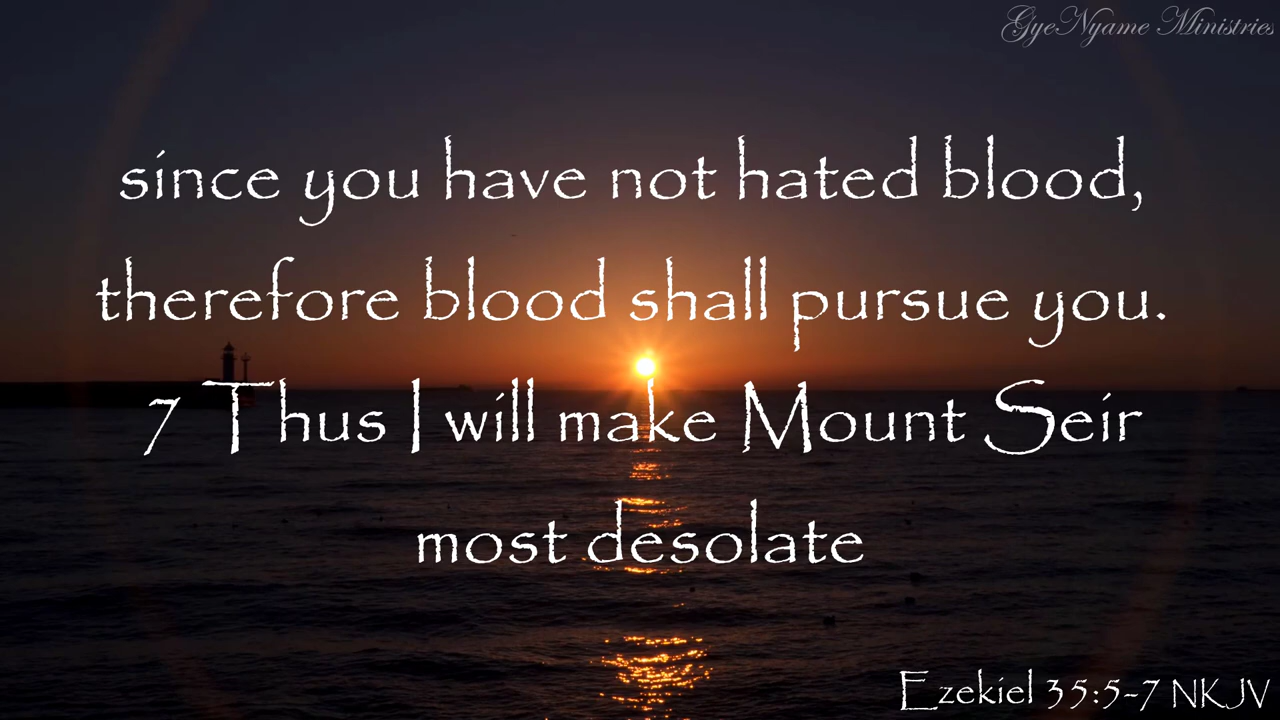 GyeNyame Ministries
since you have not hated blood,
therefore blood shall pursue you.
7 Thus I will make Mount Seir
most desolate
Ezekiel 35:5-7 NKJV